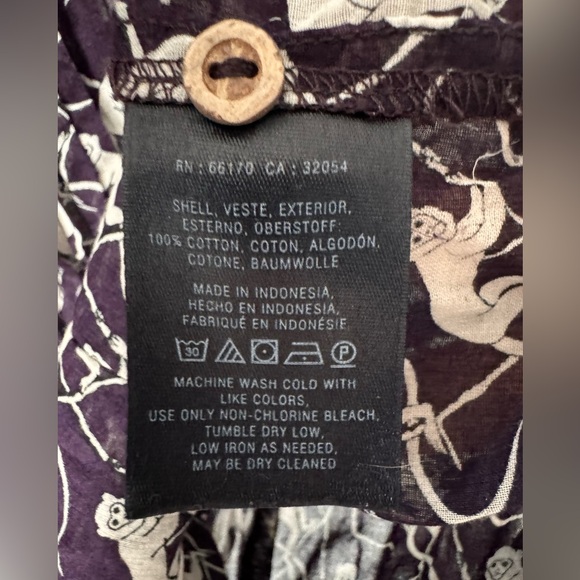 RN : 66170 CA : 32054
SHELL, VESTE, EXTERIOR,
ESTERNO, OBERSTOFF:
100% COTTON, COTON, ALGODÓN,
COTONE, BAUMWOLLE
MADE IN INDONESIA,
HECHO EN INDONESIA,
FABRIQUÉ EN INDONÉSIE
30 P
MACHINE WASH COLD WITH
LIKE COLORS,
USE ONLY NON-CHLORINE BLEACH,
TUMBLE DRY LOW,
LOW IRON AS NEEDED,
MAY BE DRY CLEANED